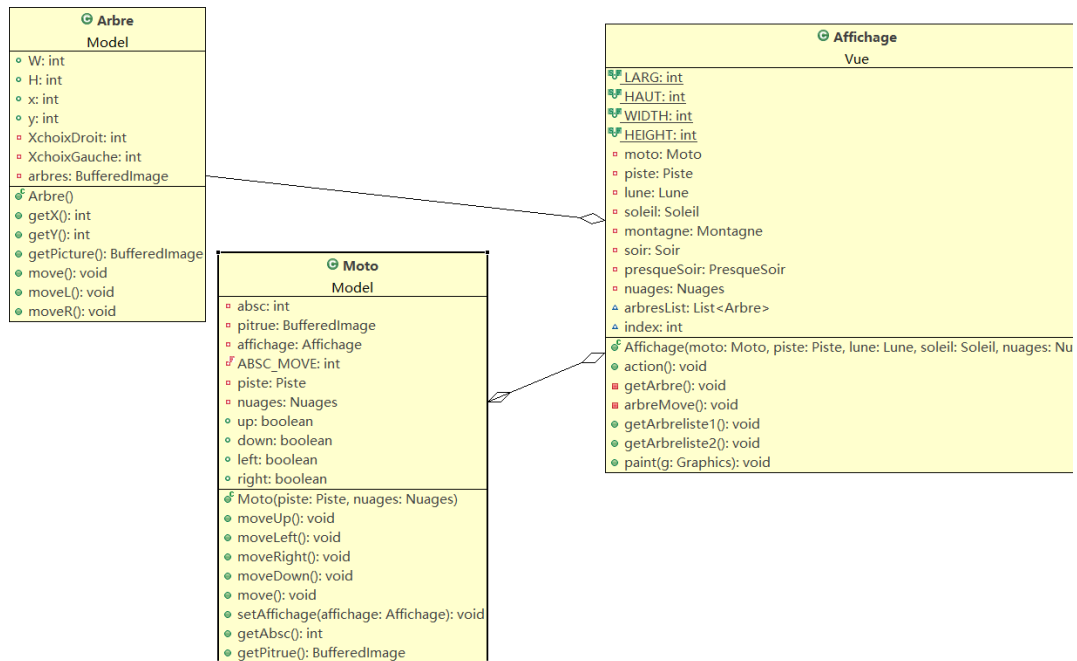 Arbre
Model
W: int
H: int
x: int
y: int
XchoixDroit: int
XchoixGauche: int
arbres: BufferedImage
Arbre()
getX(): int
getY(): int
getPicture(): BufferedImage
move(): void
moveL(): void
moveR(): void
Moto
Model
absc: int
pitrue: BufferedImage
affichage: Affichage
ABSC_MOVE: int
piste: Piste
nuages: Nuages
up: boolean
down: boolean
left: boolean
right: boolean
Moto(piste: Piste, nuages: Nuages)
moveUp(): void
moveLeft(): void
moveRight(): void
moveDown(): void
move(): void
setAffichage(affichage: Affichage): void
getAbsc(): int
getPitrue(): BufferedImage
Affichage
Vue
LARG: int
HAUT: int
WIDTH: int
HEIGHT: int
moto: Moto
piste: Piste
lune: Lune
soleil: Soleil
montagne: Montagne
soir: Soir
presqueSoir: PresqueSoir
nuages: Nuages
arbresList: List<Arbre>
index: int
Affichage(moto: Moto, piste: Piste, lune: Lune, soleil: Soleil, nuages: Nu
action(): void
getArbre(): void
arbreMove(): void
getArbreliste1(): void
getArbreliste2(): void
paint(g: Graphics): void